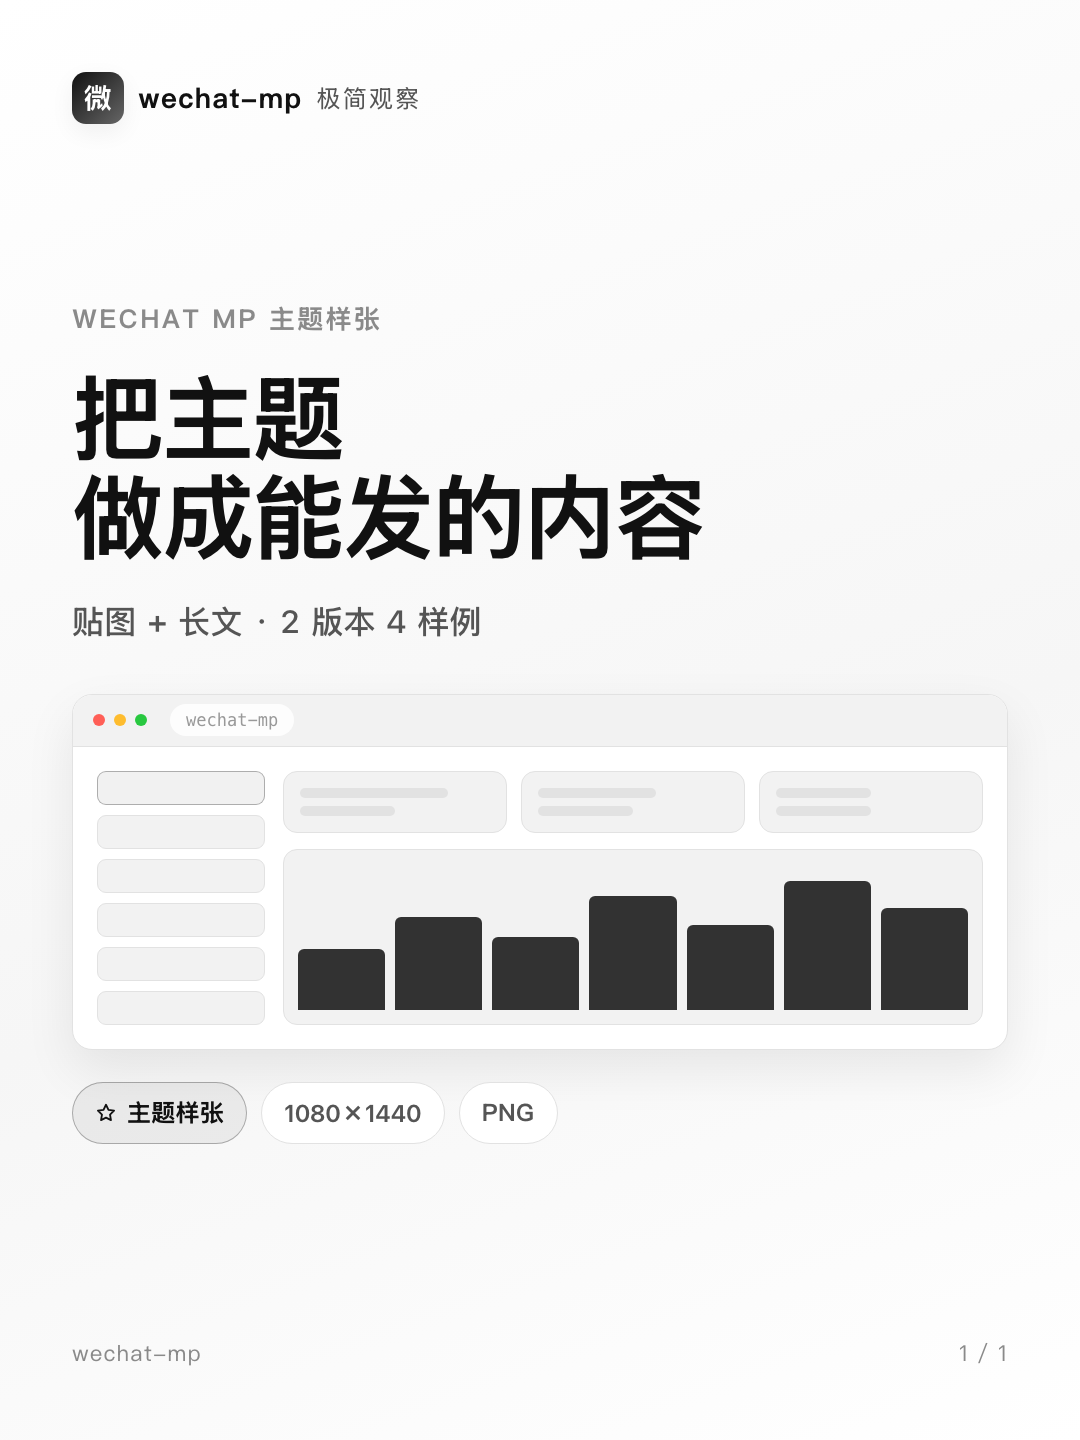 微 wechat-mp 极简观察
WECHAT MP 主题样张
把主题
做成能发的内容
贴图 + 长文 · 2 版本 4 样例
wechat-mp
主题样张 1080×1440 PNG
wechat-mp 1 / 1